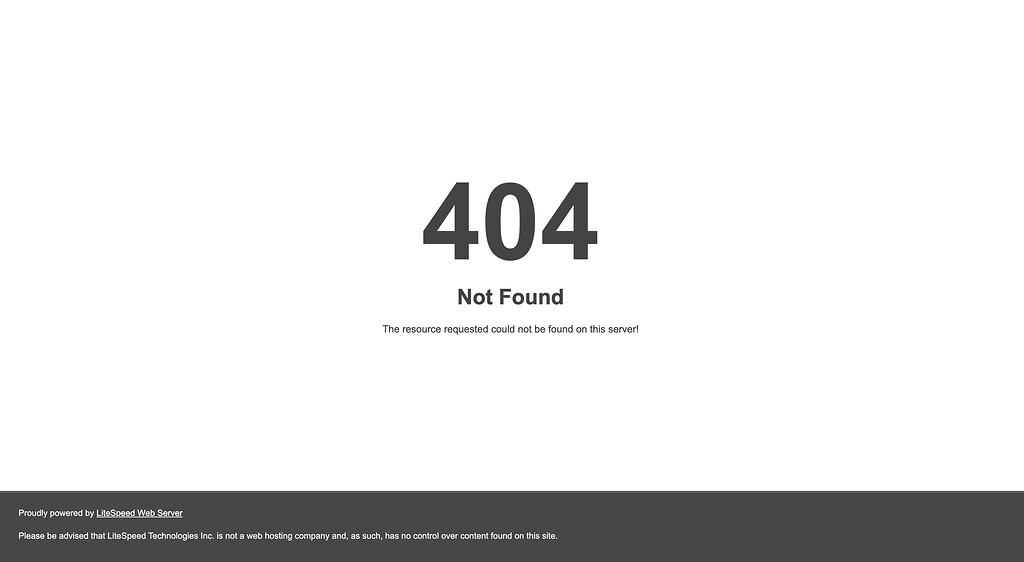 404
Not Found
The resource requested could not be found on this server!
Proudly powered by LiteSpeed Web Server
Please be advised that LiteSpeed Technologies Inc. is not a web hosting company and, as such, has no control over content found on this site.